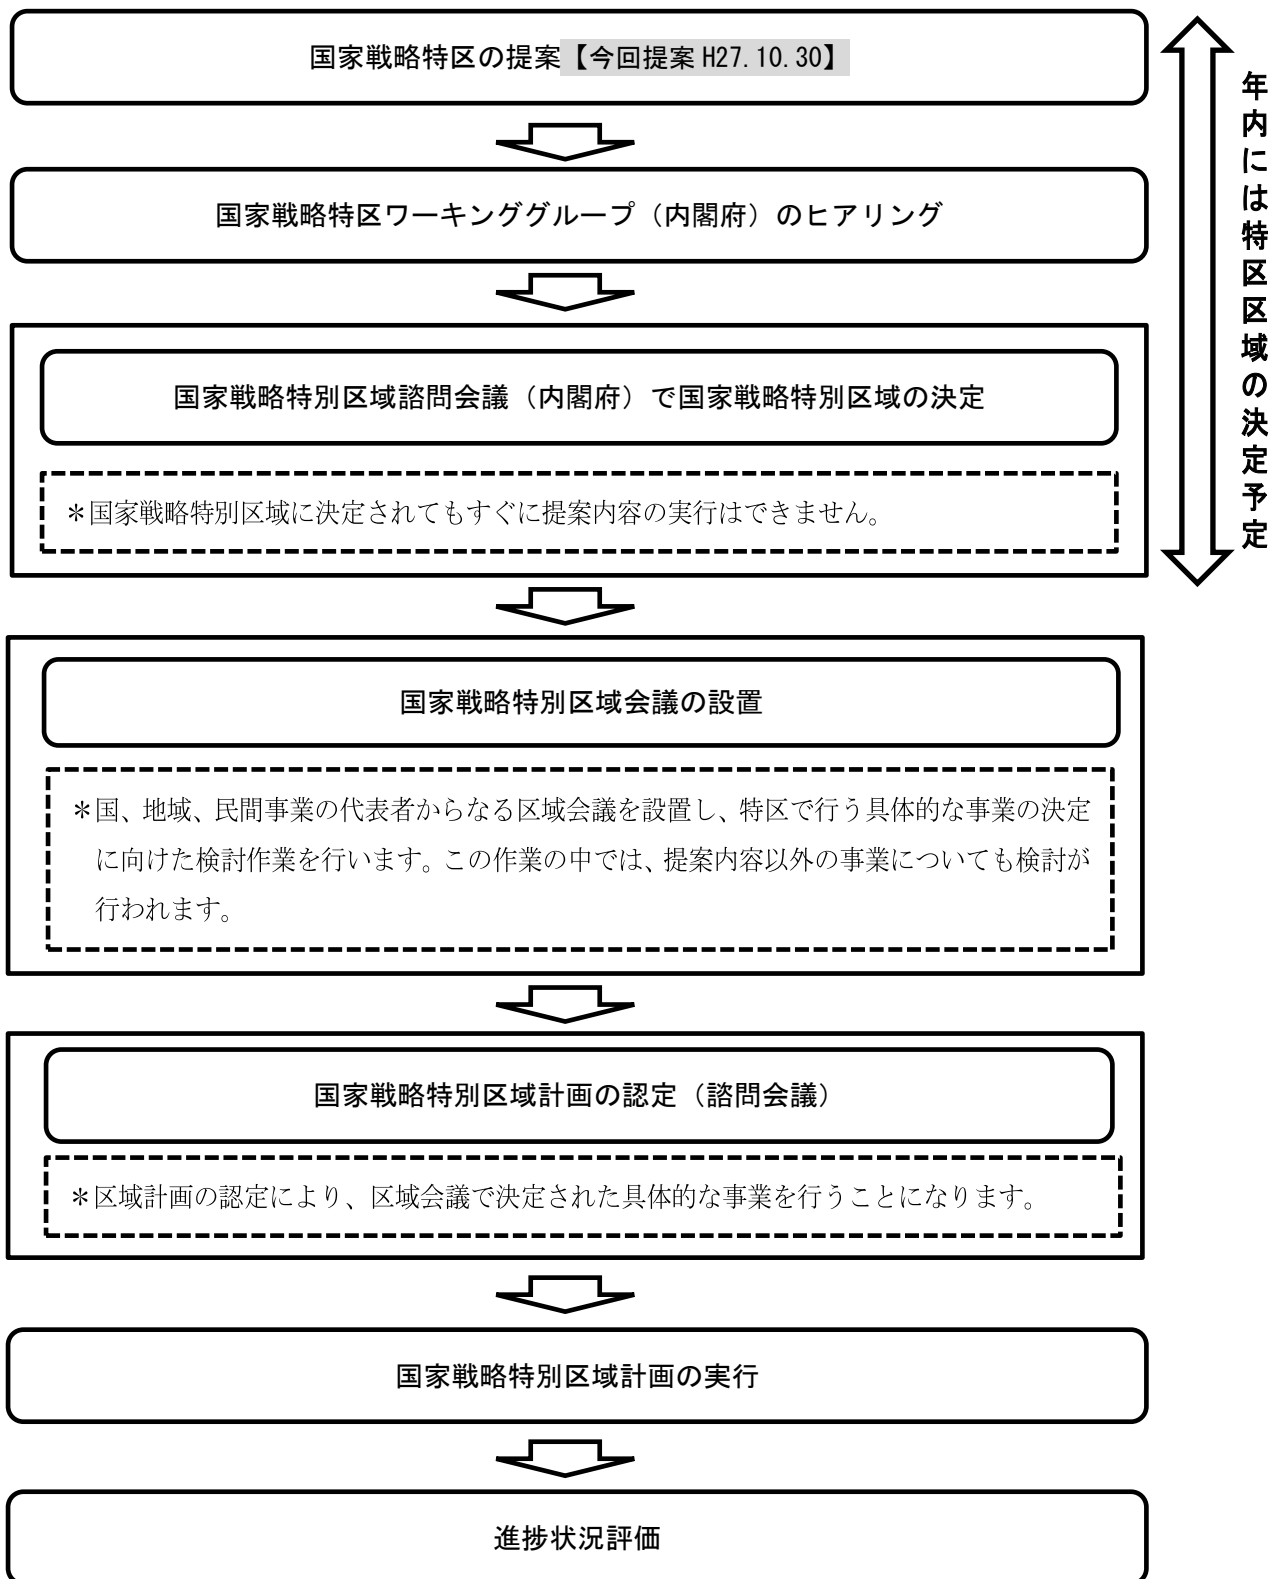 国家戦略特区の提案【今回提案 H27.10.30】
国家戦略特区ワーキンググループ（内閣府）のヒアリング
国家戦略特別区域諮問会議（内閣府）で国家戦略特別区域の決定
＊国家戦略特別区域に決定されてもすぐに提案内容の実行はできません。
年内には特区区域の決定予定
国家戦略特別区域会議の設置
＊国、地域、民間事業の代表者からなる区域会議を設置し、特区で行う具体的な事業の決定
に向けた検討作業を行います。この作業の中では、提案内容以外の事業についても検討が
行われます。
国家戦略特別区域計画の認定（諮問会議）
＊区域計画の認定により、区域会議で決定された具体的な事業を行うことになります。
国家戦略特別区域計画の実行
進捗状況評価